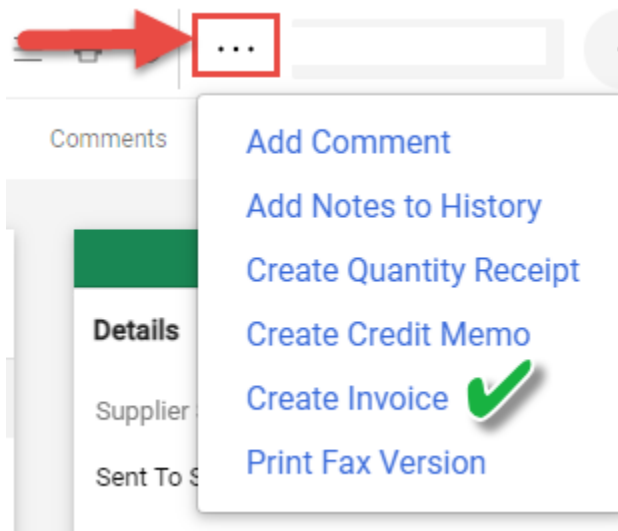 ...
Comments
Add Comment
Add Notes to History
Create Quantity Receipt
Create Credit Memo
Create Invoice
Print Fax Version
Details
Supplier
Sent To